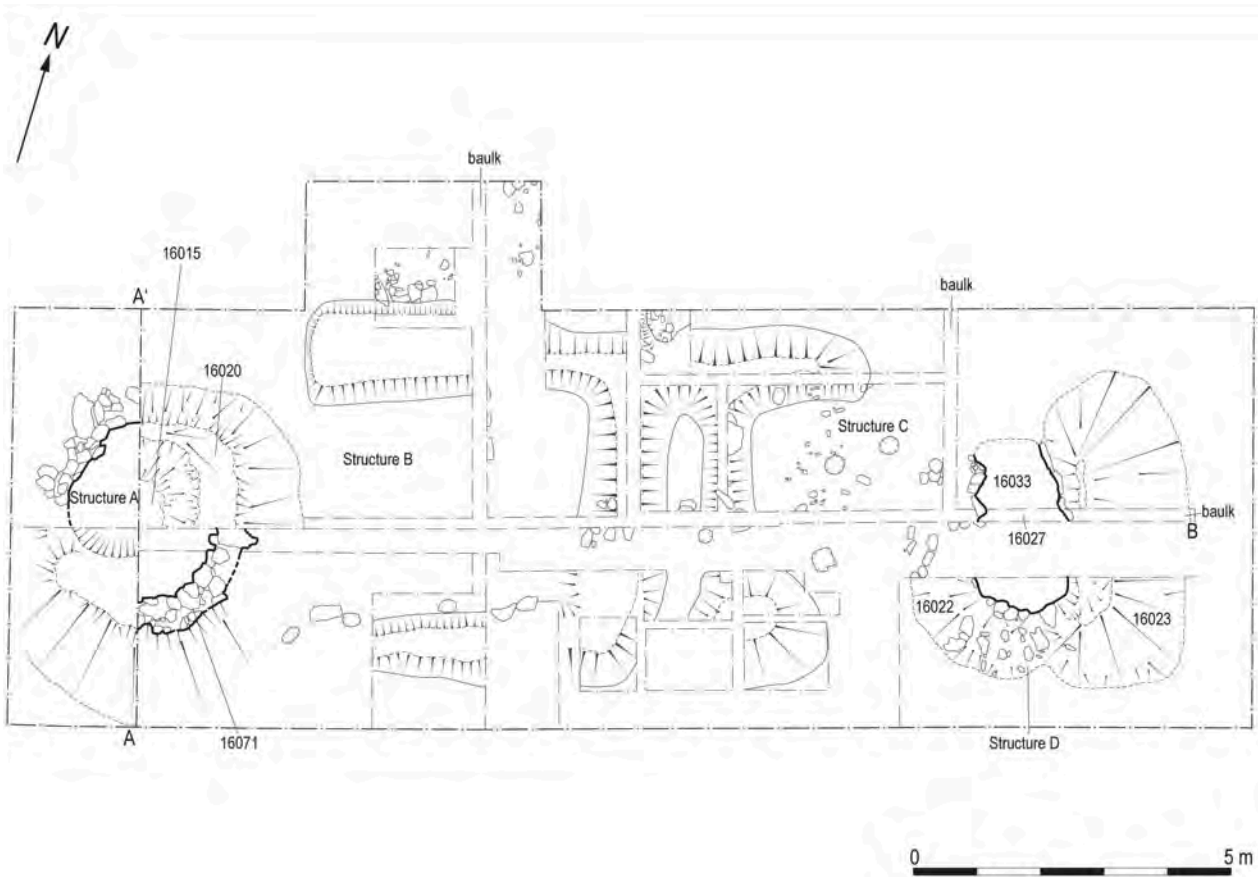 N
baulk
16015
A'
baulk
16020
Structure C
Structure B
Structure A
16033
baulk
B
16027
16022
16023
A
16071
Structure D
0 5 m